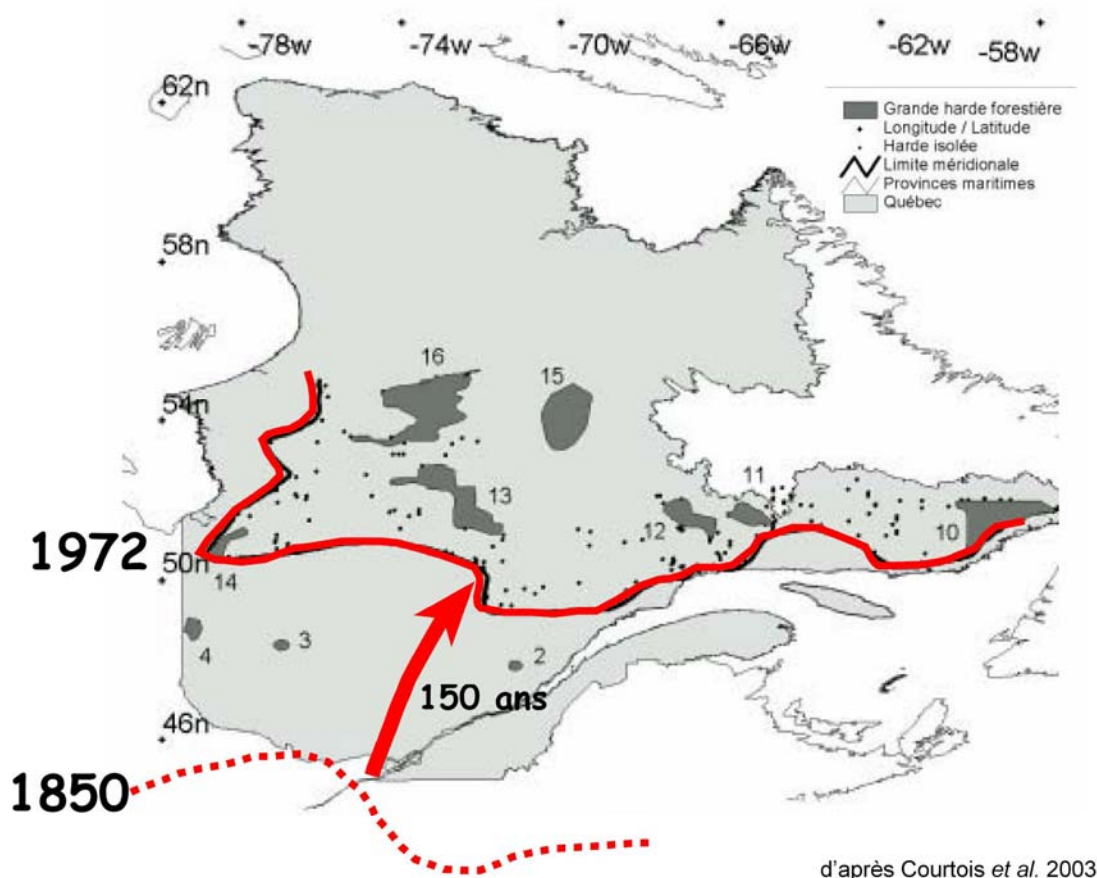 -78w -74w -70w -66w -62w -58w
62n
Grande harde forestière
Longitude / Latitude
Harde isolée
Limite méridionale
Provinces maritimes
Québec
58n
16
15
54n
13
11
12
10
1972
50n
14
4
3
2
150 ans
46n
1850
d'après Courtois et al. 2003